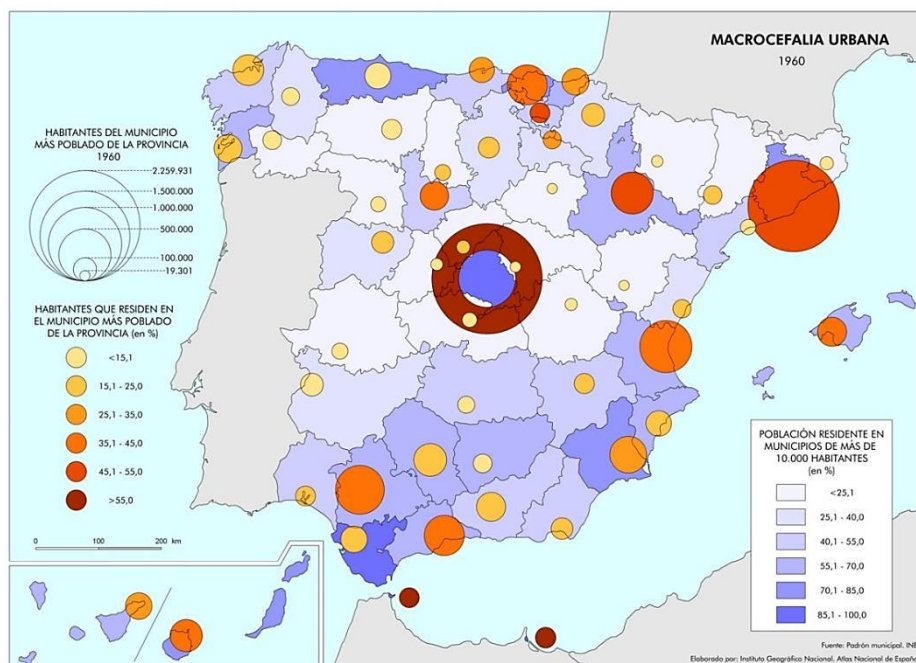 MACROCEFALIA URBANA
1960
HABITANTES DEL MUNICIPIO
MÁS POBLADO DE LA PROVINCIA
1960
2.259.931
1.500.000
1.000.000
500.000
100.000
19.301
HABITANTES QUE RESIDEN EN
EL MUNICIPIO MÁS POBLADO
DE LA PROVINCIA (en %)
<15,1
15,1 - 25,0
25,1 - 35,0
35,1 - 45,0
45,1 - 55,0
>55,0
0 100 200 km
POBLACIÓN RESIDENTE EN
MUNICIPIOS DE MÁS DE
10.000 HABITANTES
(en %)
<25,1
25,1 - 40,0
40,1 - 55,0
55,1 - 70,0
70,1 - 85,0
85,1 - 100,0
Fuente: Padrón municipal. INE
Elaborado por: Instituto Geográfico Nacional. Atlas Nacional de España